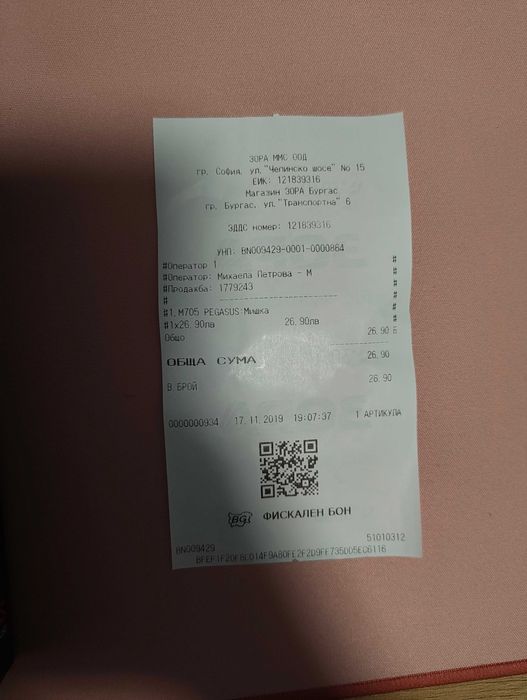 ЗОРА ММС ООД
гр. София, ул."Челинско шосе" No 15
ЕИК: 121839316
Магазин ЗОРА Бургас
гр. Бургас, ул."Транспортна" 6
ЗДДС номер: 121839316
УНП: BN009429-0001-0000864
#Оператор 1 #
#Оператор: Михаела Петрова - М #
#Продажба: 1779243 #
# ------------------------ #
#1.M705 PEGASUS:Мишка #
#1x26.90лв 26.90лв #
Общо 26.90 Б
ОБЩА СУМА 26.90
В БРОЙ 26.90
0000000934 17.11.2019 19:07:37 1 АРТИКУЛА
BG ФИСКАЛЕН БОН
BN009429 51010312